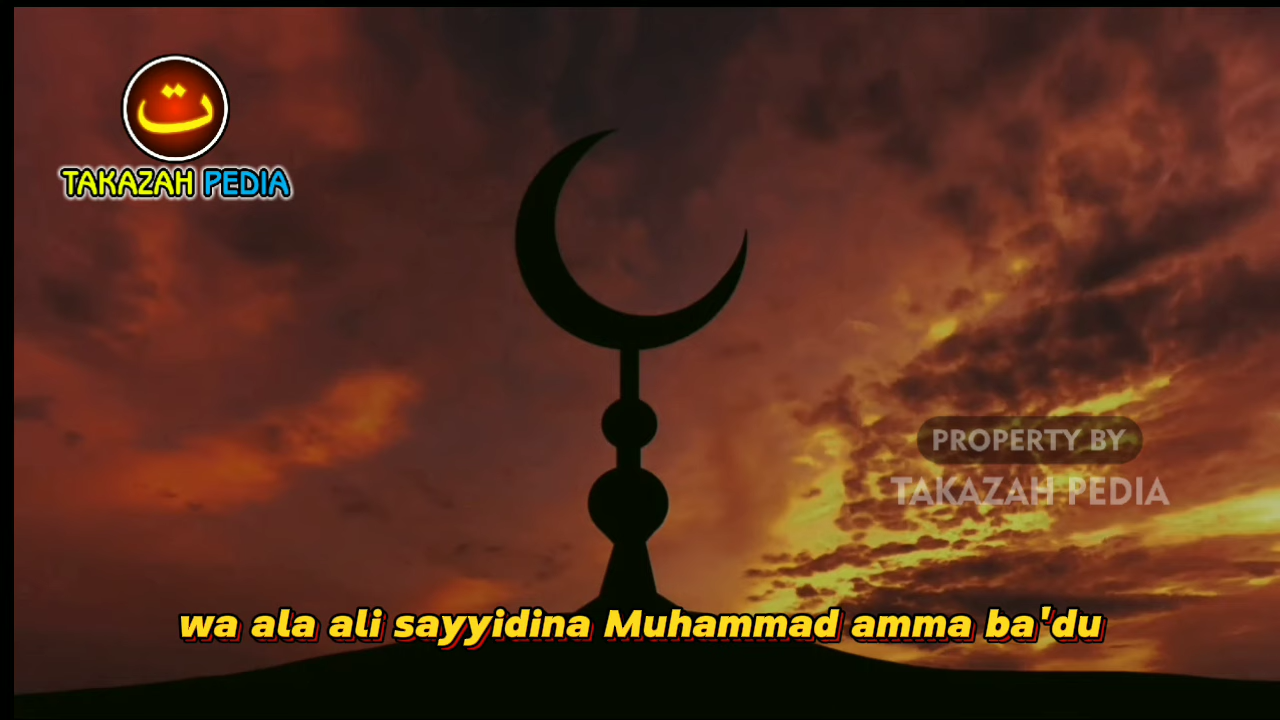 ت
TAKAZAH PEDIA
PROPERTY BY
TAKAZAH PEDIA
wa ala ali sayyidina Muhammad amma ba'du